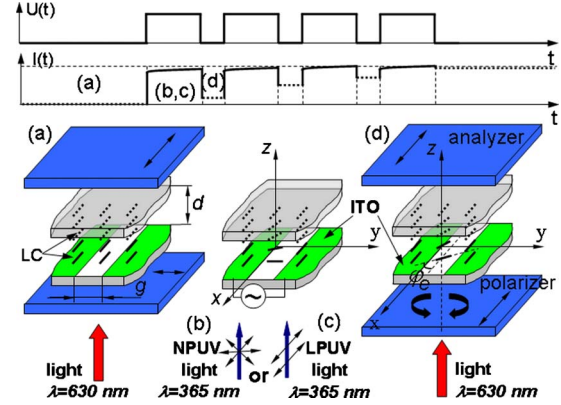 U(t)
t
I(t)
(a)
(b,c)
(d)
t
(a)
(d)
analyzer
z
z
d
ITO
LC
y
y
g
x
~
φe
polarizer
x
(b)
(c)
NPUV
LPUV
light
light
light
or
light
λ=630 nm
λ=365 nm
λ=365 nm
λ=630 nm